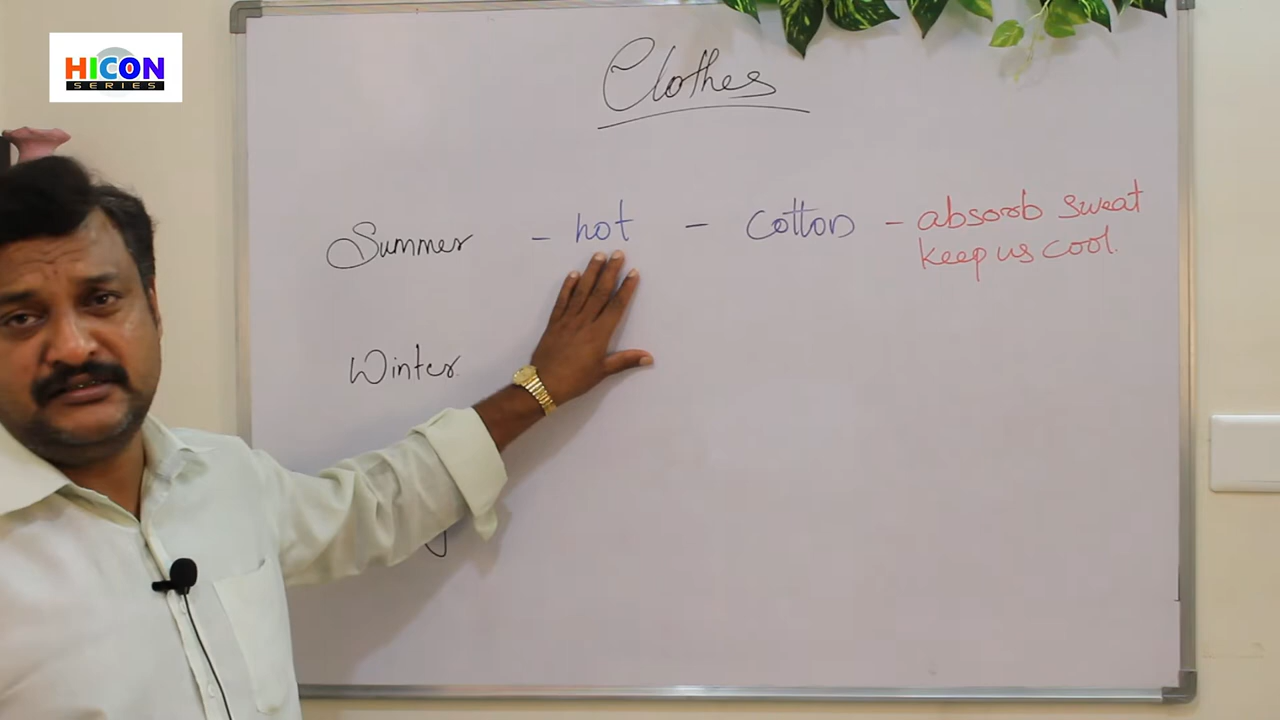 HICON
SERIES
Clothes
Summer - hot - Cotton - absorb sweat
keep us cool.
Winter